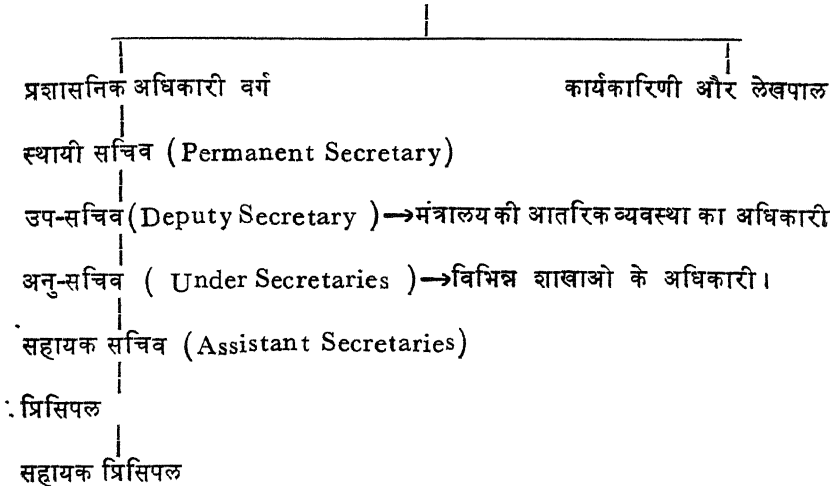 प्रशासनिक अधिकारी वर्ग कार्यकारिणी और लेखपाल
स्थायी सचिव (Permanent Secretary)
उप-सचिव (Deputy Secretary )→मंत्रालय की आतरिक व्यवस्था का अधिकारी
अनु-सचिव ( Under Secretaries )→विभिन्न शाखाओ के अधिकारी।
सहायक सचिव (Assistant Secretaries)
प्रिसिपल
सहायक प्रिसिपल